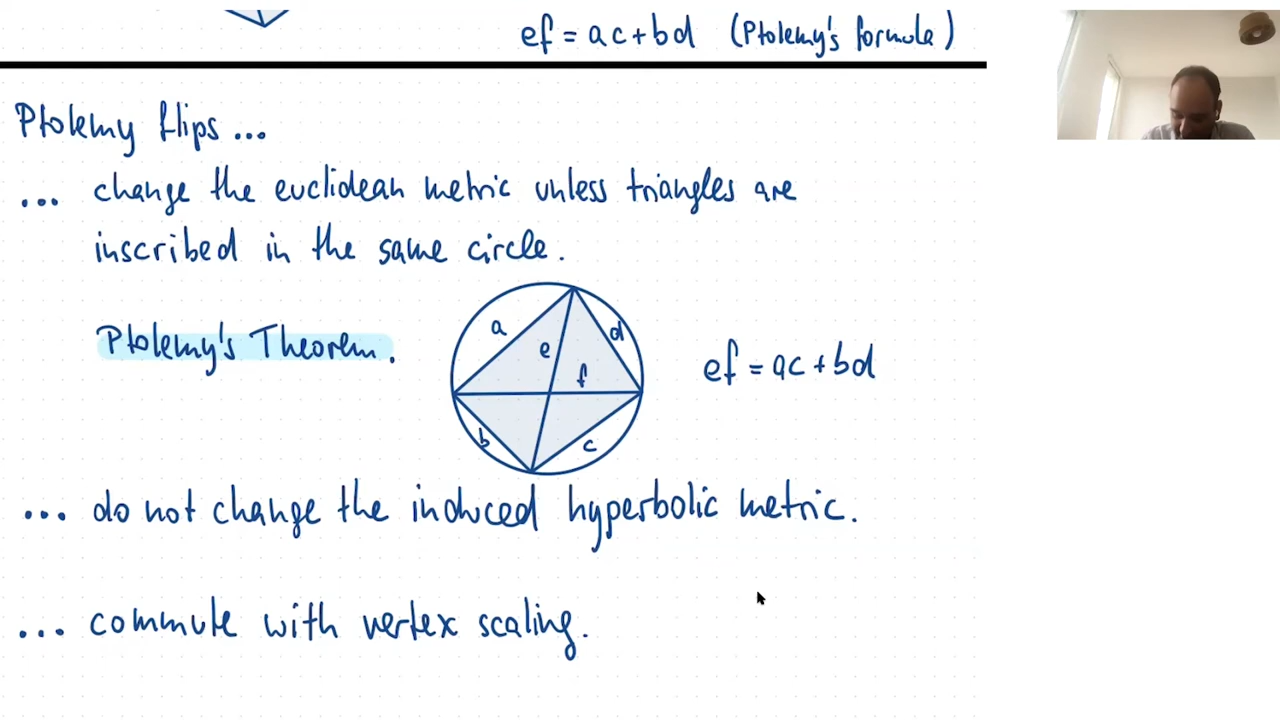 ef = ac + bd (Ptolemy's formula)
Ptolemy flips ...
... change the euclidean metric unless triangles are
inscribed in the same circle.
Ptolemy's Theorem.
a
d
e
f
b
c
ef = ac + bd
... do not change the induced hyperbolic metric.
... commute with vertex scaling.